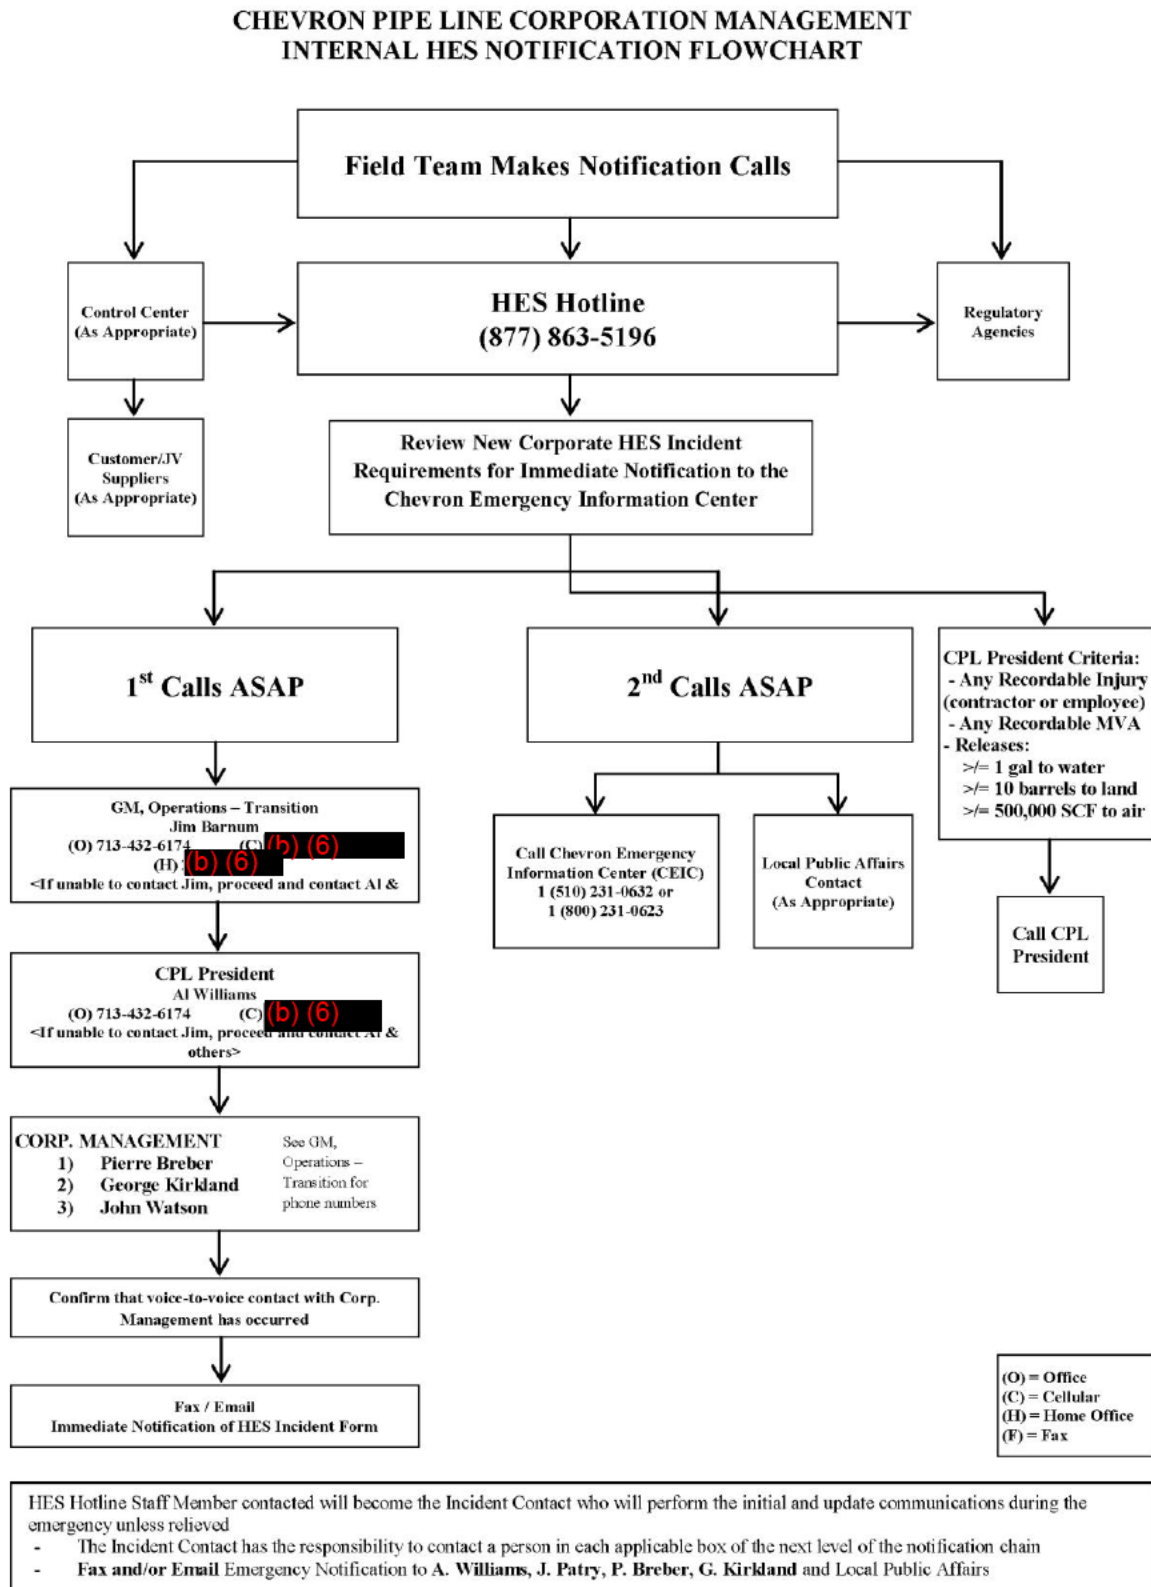 CHEVRON PIPE LINE CORPORATION MANAGEMENT
INTERNAL HES NOTIFICATION FLOWCHART
Field Team Makes Notification Calls
Control Center
(As Appropriate)
HES Hotline
(877) 863-5196
Regulatory
Agencies
Customer/JV
Suppliers
(As Appropriate)
Review New Corporate HES Incident
Requirements for Immediate Notification to the
Chevron Emergency Information Center
1st Calls ASAP
2nd Calls ASAP
CPL President Criteria:
- Any Recordable Injury
(contractor or employee)
- Any Recordable MVA
- Releases:
>/= 1 gal to water
>/= 10 barrels to land
>/= 500,000 SCF to air
GM, Operations – Transition
Jim Barnum
(O) 713-432-6174 (C) (b) (6)
(H) (b) (6)
<If unable to contact Jim, proceed and contact Al &
Call Chevron Emergency
Information Center (CEIC)
1 (510) 231-0632 or
1 (800) 231-0623
Local Public Affairs
Contact
(As Appropriate)
Call CPL
President
CPL President
Al Williams
(O) 713-432-6174 (C) (b) (6)
<If unable to contact Jim, proceed and contact Al &
others>
CORP. MANAGEMENT
1) Pierre Breber
2) George Kirkland
3) John Watson
See GM,
Operations –
Transition for
phone numbers
Confirm that voice-to-voice contact with Corp.
Management has occurred
Fax / Email
Immediate Notification of HES Incident Form
(O) = Office
(C) = Cellular
(H) = Home Office
(F) = Fax
HES Hotline Staff Member contacted will become the Incident Contact who will perform the initial and update communications during the
emergency unless relieved
- The Incident Contact has the responsibility to contact a person in each applicable box of the next level of the notification chain
- Fax and/or Email Emergency Notification to A. Williams, J. Patry, P. Breber, G. Kirkland and Local Public Affairs